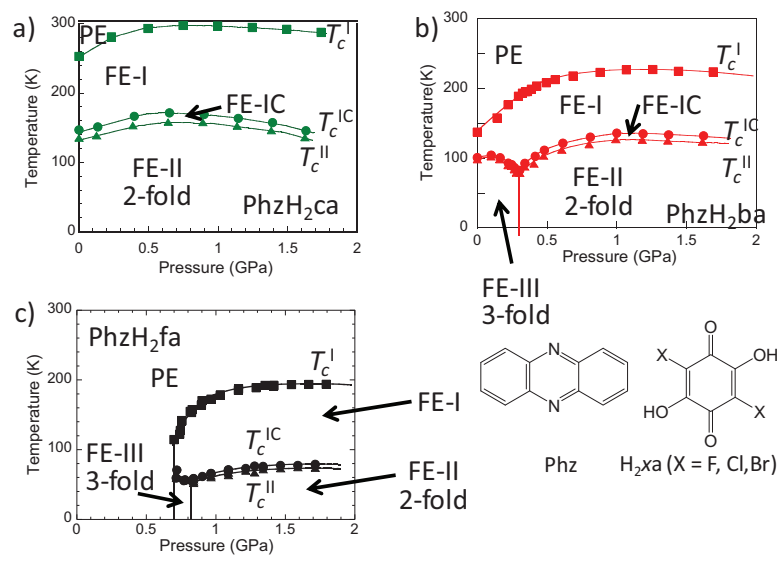 a)
300
200
100
0
Temperature (K)
PE
FE-I
FE-IC
FE-II
2-fold
PhzH₂ca
T_c^I
T_c^IC
T_c^II
0
0.5
1
1.5
2
Pressure (GPa)
b)
300
200
100
0
Temperature(K)
PE
FE-I
FE-IC
FE-II
2-fold
PhzH₂ba
T_c^I
T_c^IC
T_c^II
0
0.5
1
1.5
2
Pressure (GPa)
FE-III
3-fold
c)
300
200
100
0
Temperature (K)
PhzH₂fa
PE
T_c^I
FE-I
T_c^IC
FE-III
3-fold
T_c^II
FE-II
2-fold
0
0.5
1
1.5
2
Pressure (GPa)
N
N
Phz
O
X
OH
HO
X
O
H₂xa (X = F, Cl,Br)